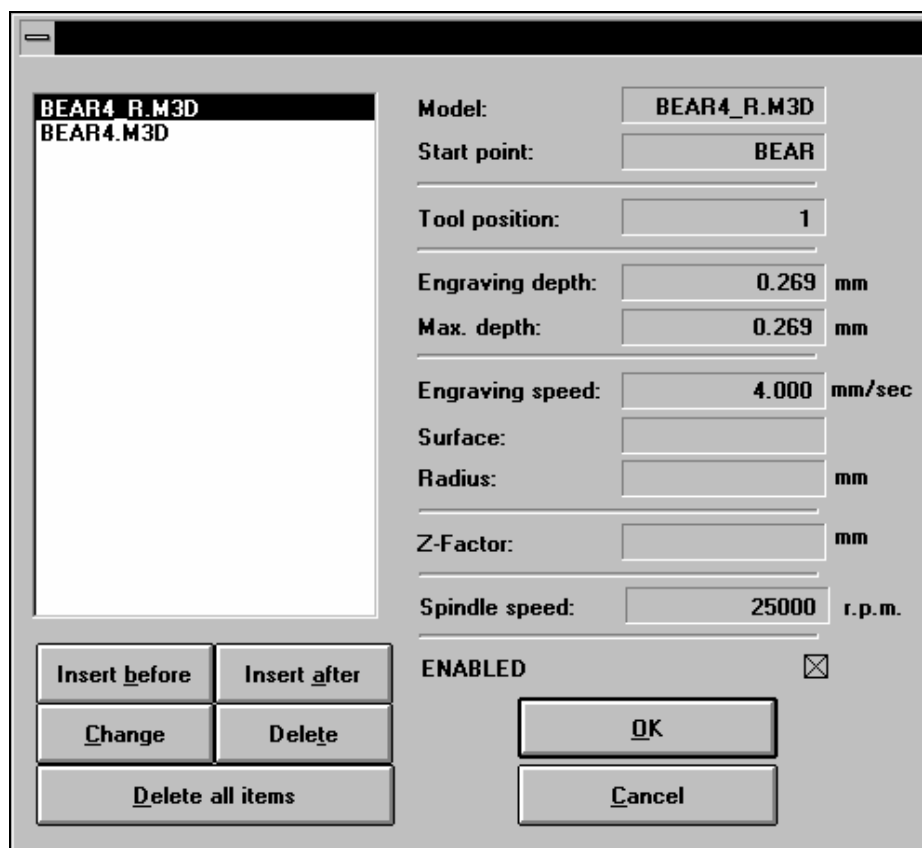 BEAR4_R.M3D
BEAR4.M3D
Model: BEAR4_R.M3D
Start point: BEAR
Tool position: 1
Engraving depth: 0.269 mm
Max. depth: 0.269 mm
Engraving speed: 4.000 mm/sec
Surface:
Radius: mm
Z-Factor: mm
Spindle speed: 25000 r.p.m.
ENABLED
Insert before Insert after
Change Delete
Delete all items
OK
Cancel